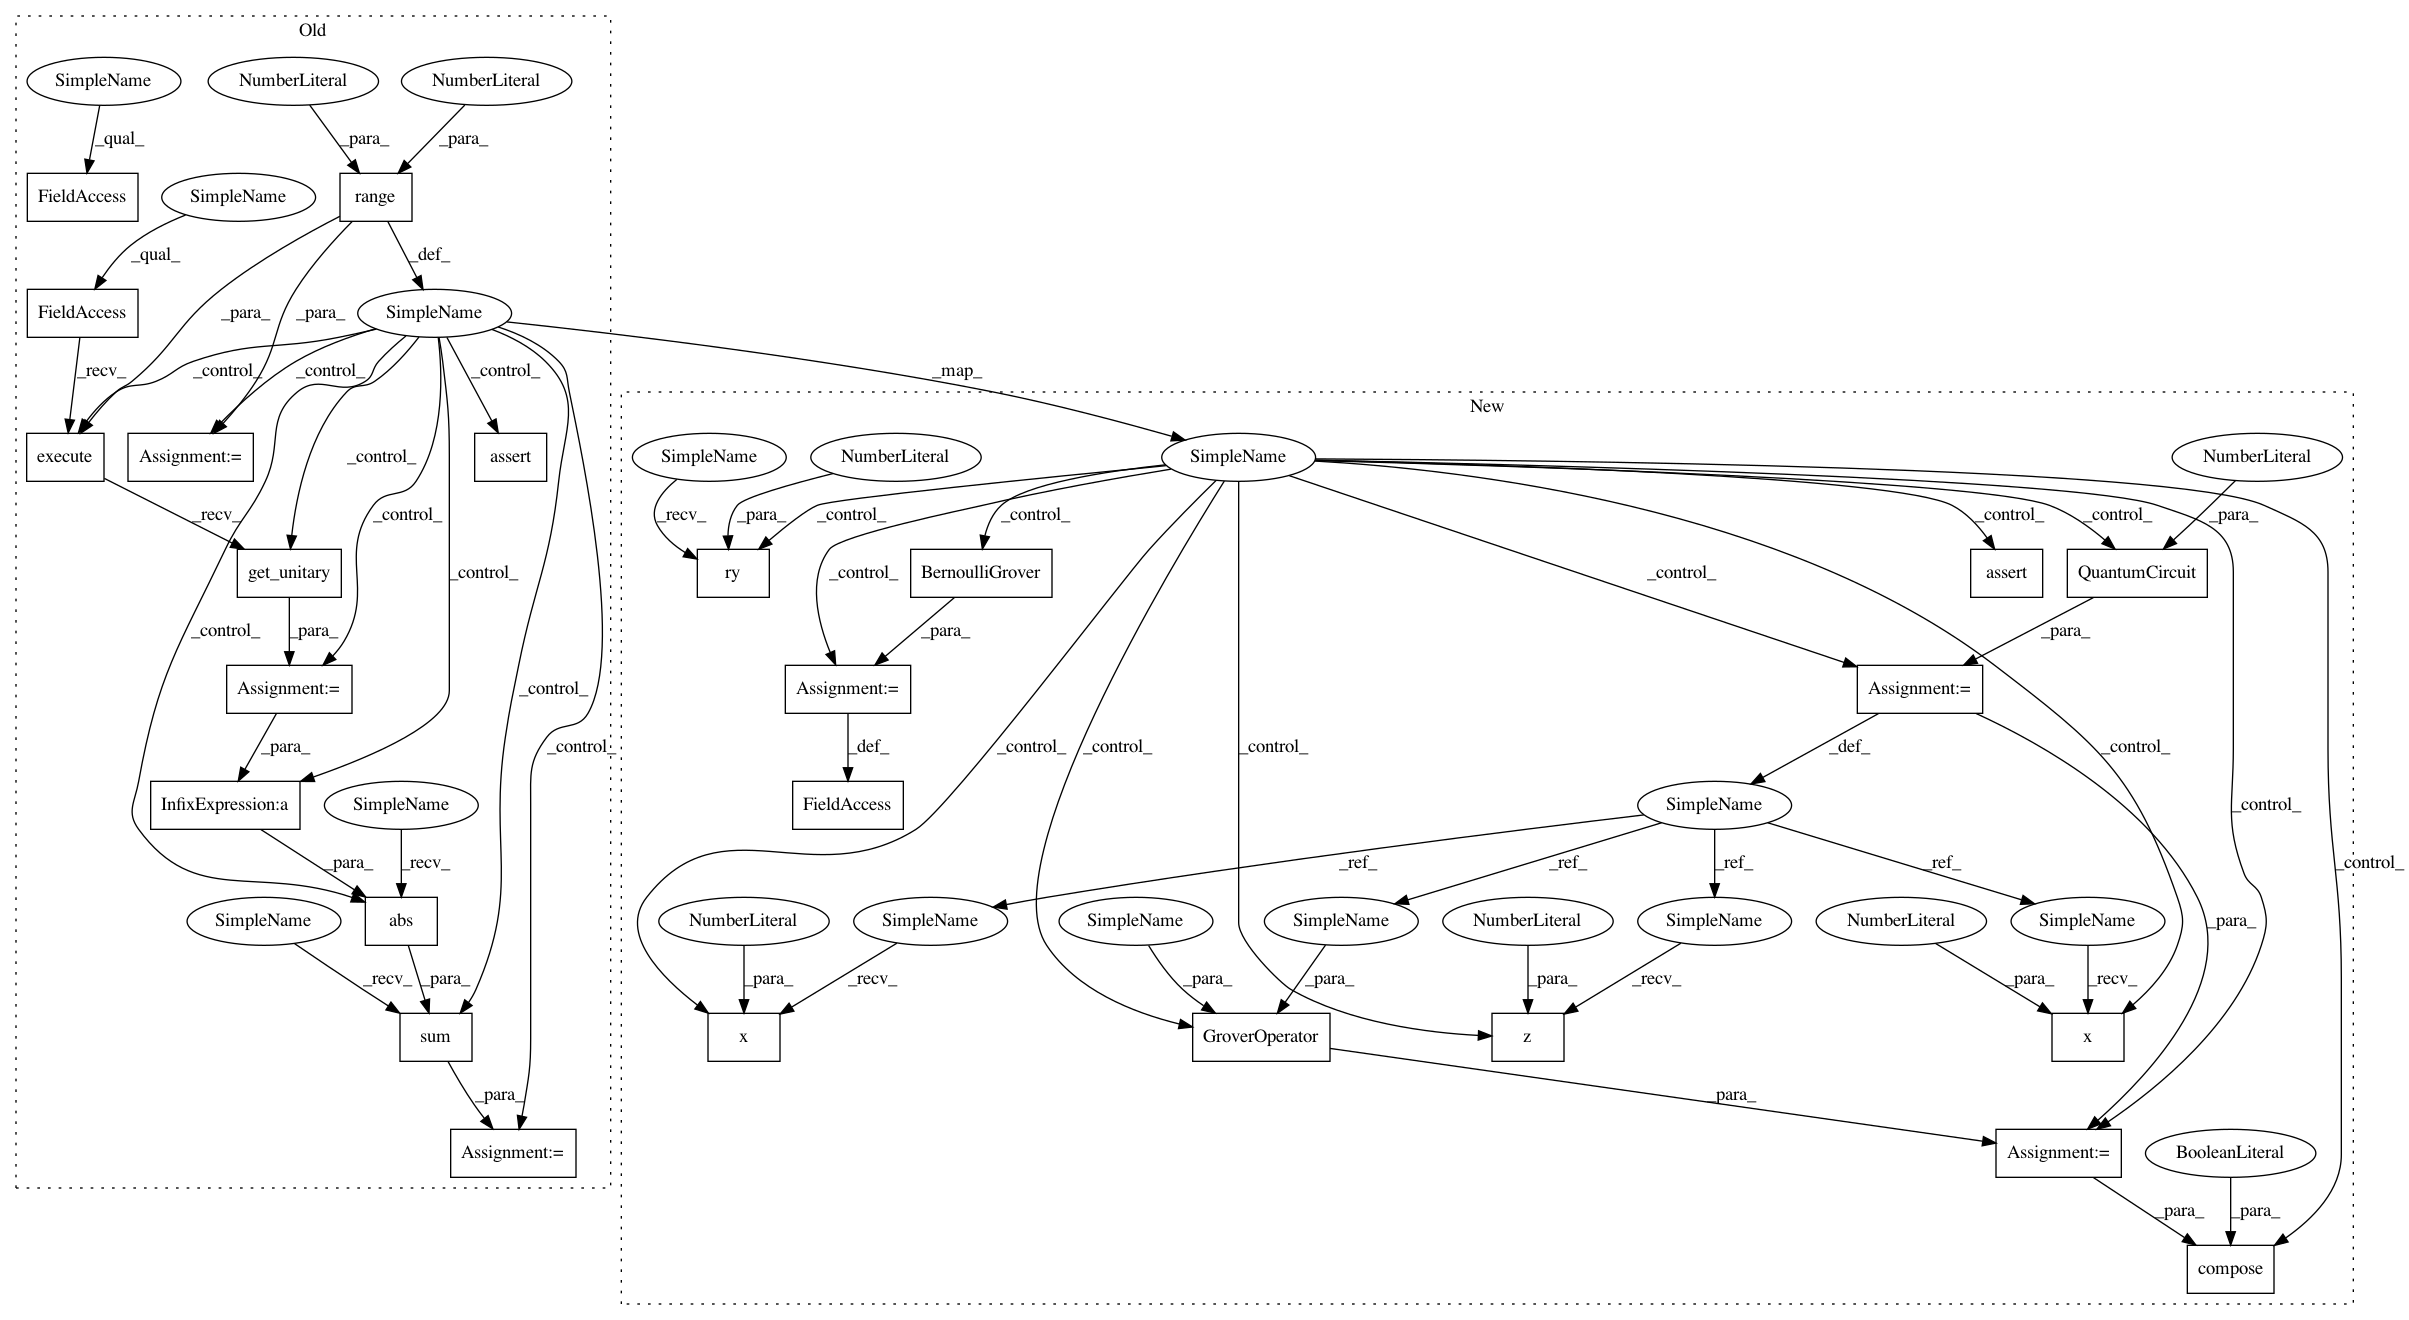 Old
SimpleName
NumberLiteral
NumberLiteral
_qual_
_para_
_para_
FieldAccess
SimpleName
range
_qual_
_def_
FieldAccess
SimpleName
_para_
_para_
_recv_
_control_
_control_
_control_
_map_
New
execute
Assignment:=
assert
_control_
SimpleName
NumberLiteral
SimpleName
NumberLiteral
_recv_
_control_
_recv_
_para_
_control_
_control_
_control_
_control_
_para_
get_unitary
_control_
ry
BernoulliGrover
_control_
_control_
assert
QuantumCircuit
_control_
_para_
_para_
_para_
Assignment:=
_control_
Assignment:=
Assignment:=
_para_
_control_
_control_
_control_
_control_
_def_
_def_
_control_
InfixExpression:a
SimpleName
FieldAccess
SimpleName
_control_
_para_
_recv_
_ref_
_ref_
_ref_
_ref_
_control_
SimpleName
abs
NumberLiteral
SimpleName
SimpleName
SimpleName
NumberLiteral
SimpleName
NumberLiteral
SimpleName
_para_
_recv_
_para_
_para_
_recv_
_para_
_para_
_para_
_recv_
_para_
_recv_
sum
x
GroverOperator
z
x
_para_
_para_
Assignment:=
Assignment:=
BooleanLiteral
_para_
_para_
compose